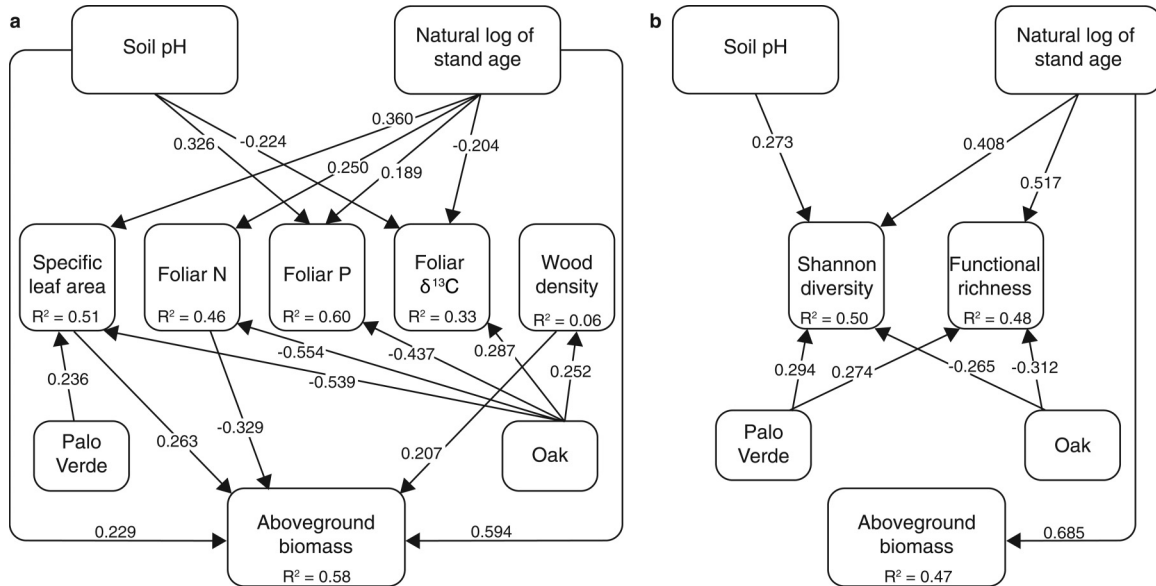 a
Soil pH
Natural log of
stand age
0.360
-0.224
0.326
0.250
0.189
-0.204
Specific
leaf area
R² = 0.51
Foliar N
R² = 0.46
Foliar P
R² = 0.60
Foliar
δ¹³C
R² = 0.33
Wood
density
R² = 0.06
-0.554
-0.437
0.287
0.252
-0.539
0.236
Palo
Verde
0.263
-0.329
0.207
Oak
0.229
Aboveground
biomass
R² = 0.58
0.594
b
Soil pH
Natural log of
stand age
0.273
0.408
0.517
Shannon
diversity
R² = 0.50
Functional
richness
R² = 0.48
0.294
0.274
-0.265
-0.312
Palo
Verde
Oak
Aboveground
biomass
R² = 0.47
0.685